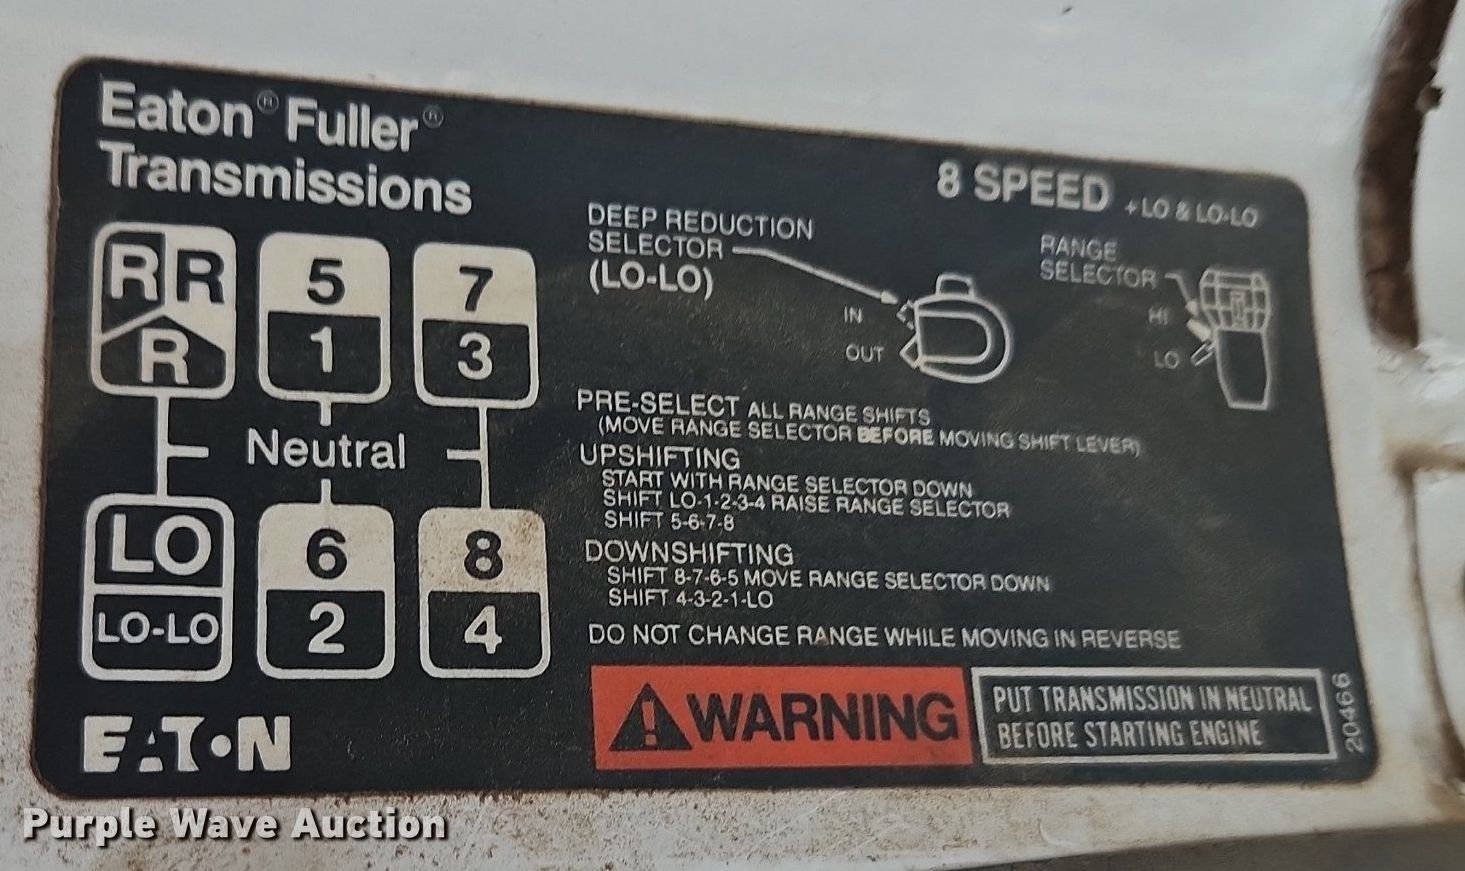 Eaton® Fuller®
Transmissions
8 SPEED +LO & LO-LO
R R 5 7
R 1 3
Neutral
LO 6 8
LO-LO 2 4
DEEP REDUCTION
SELECTOR
(LO-LO)
IN
OUT
RANGE
SELECTOR
HI
LO
PRE-SELECT ALL RANGE SHIFTS
(MOVE RANGE SELECTOR BEFORE MOVING SHIFT LEVER)
UPSHIFTING
START WITH RANGE SELECTOR DOWN
SHIFT LO-1-2-3-4 RAISE RANGE SELECTOR
SHIFT 5-6-7-8
DOWNSHIFTING
SHIFT 8-7-6-5 MOVE RANGE SELECTOR DOWN
SHIFT 4-3-2-1-LO
DO NOT CHANGE RANGE WHILE MOVING IN REVERSE
WARNING
PUT TRANSMISSION IN NEUTRAL
BEFORE STARTING ENGINE
20466
EATON
Purple Wave Auction